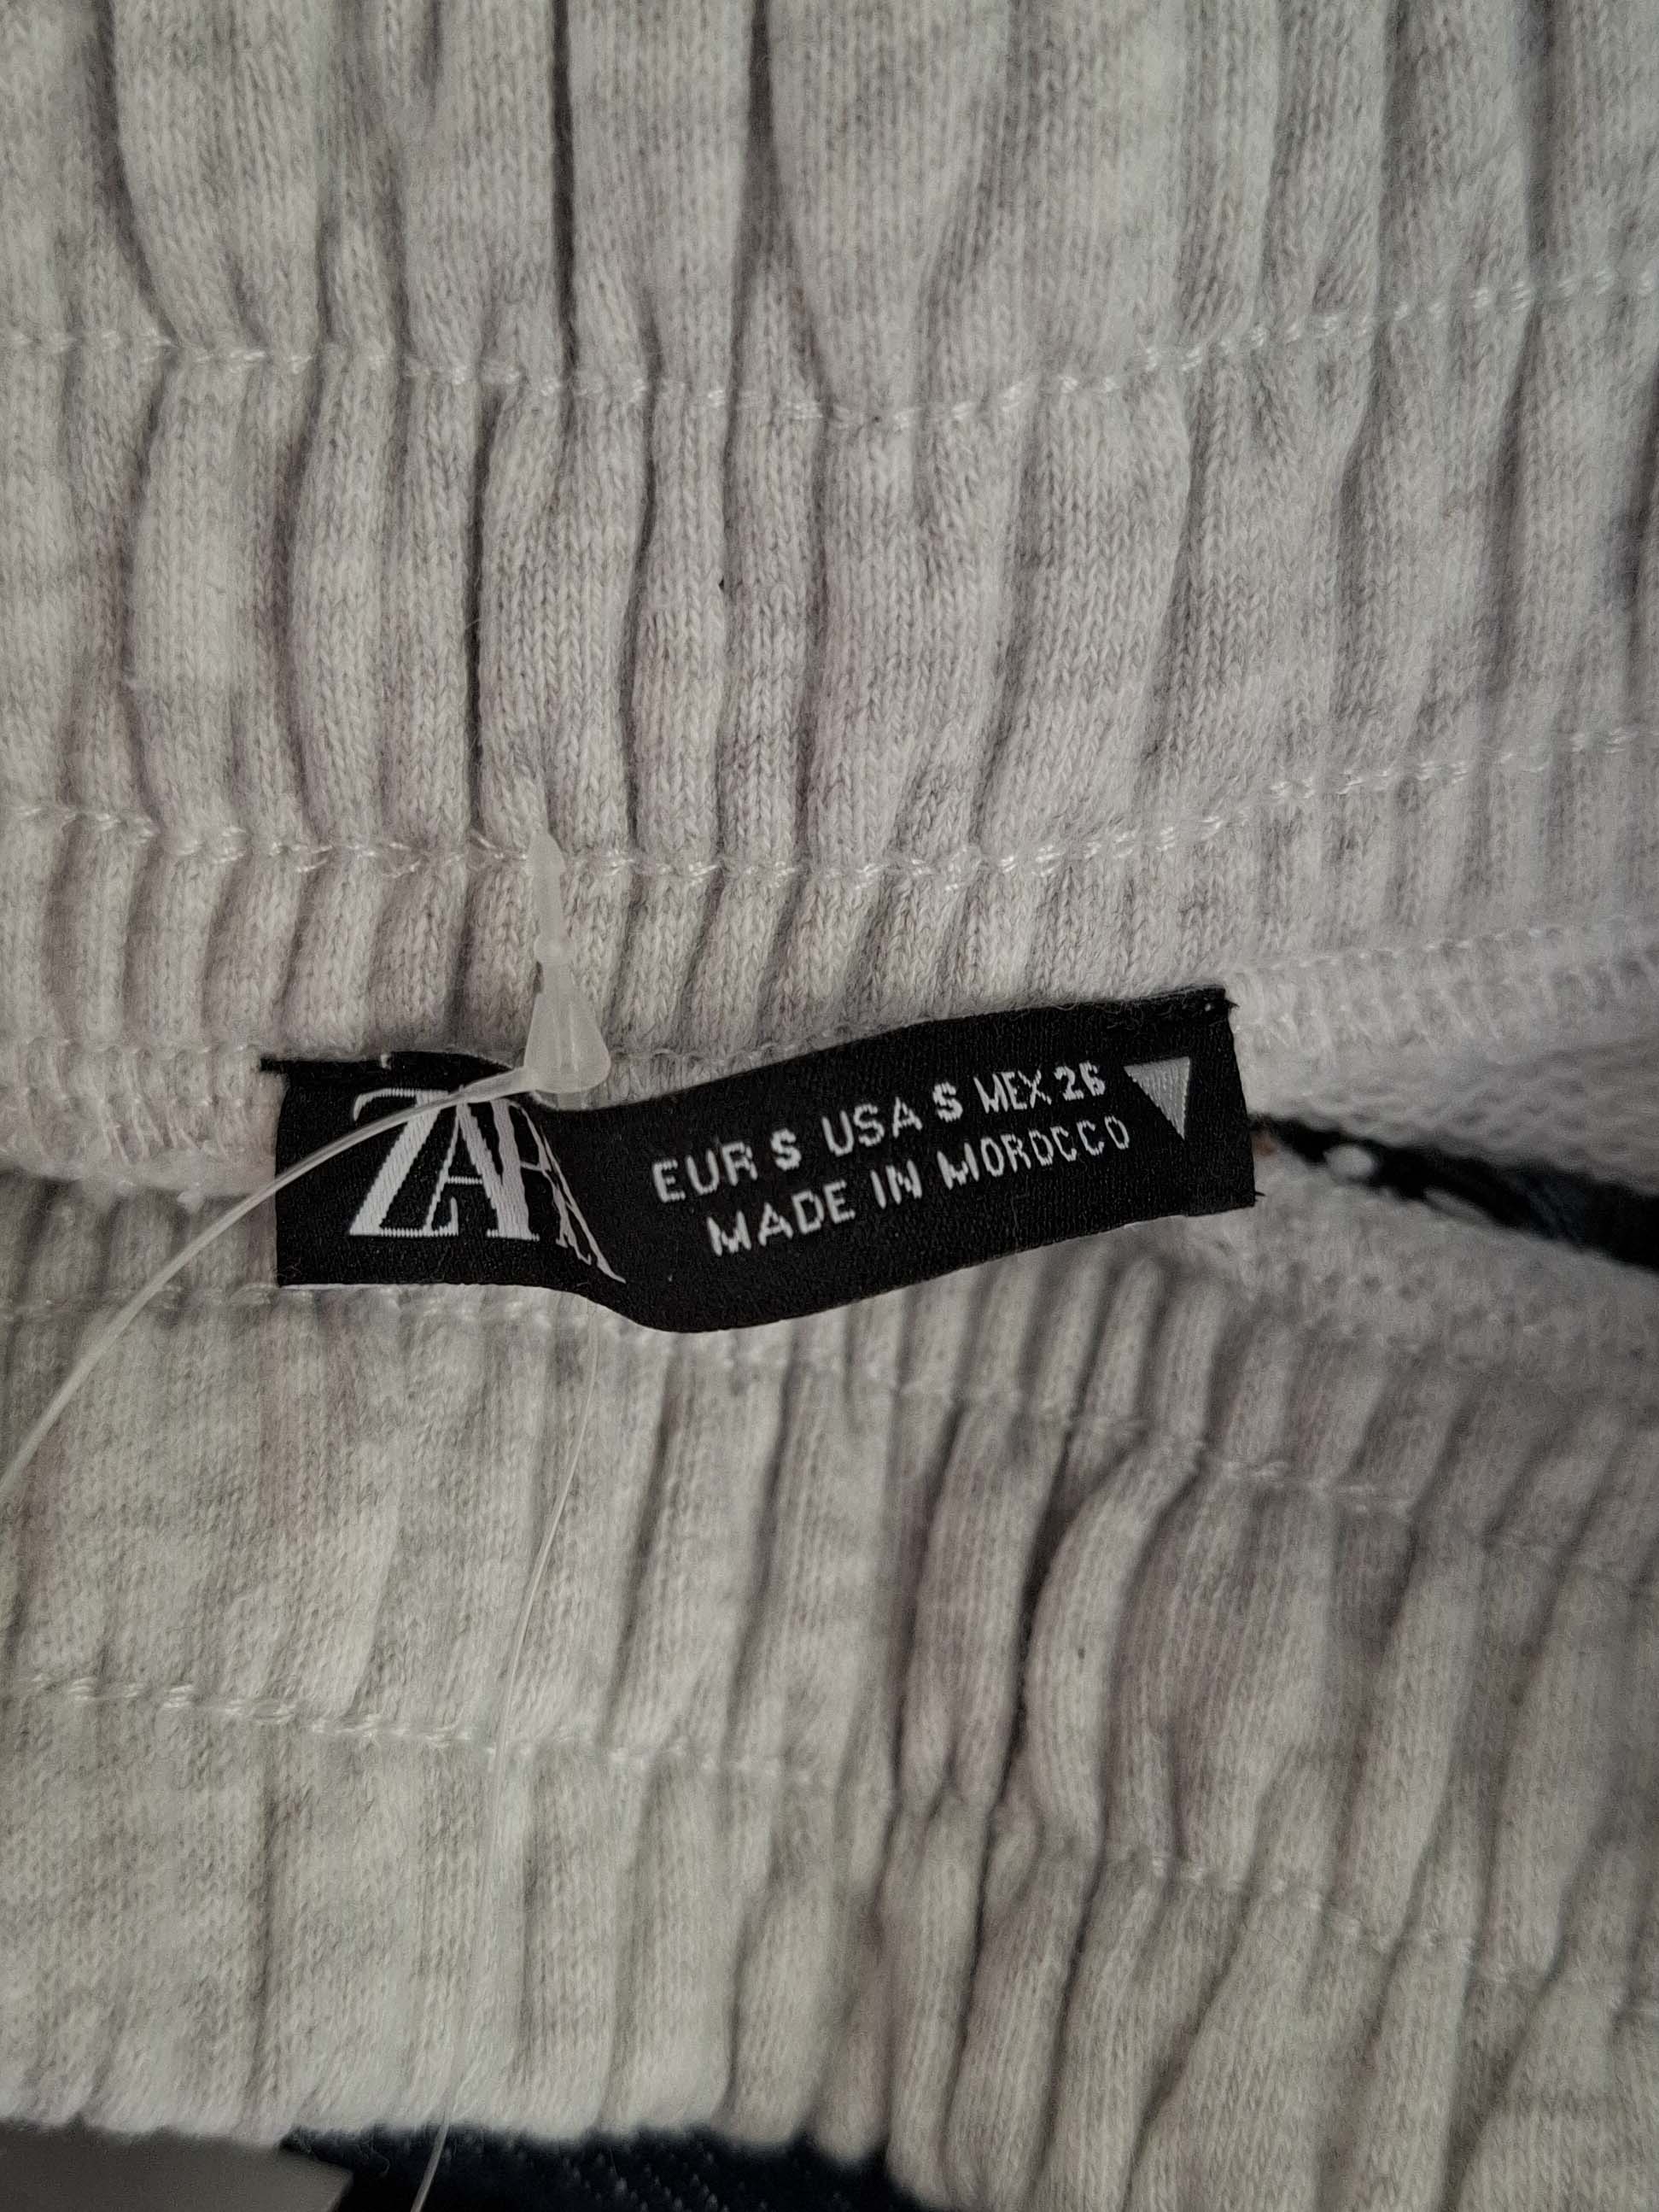 ZARA
EUR S USA S MEX 26
MADE IN MOROCCO